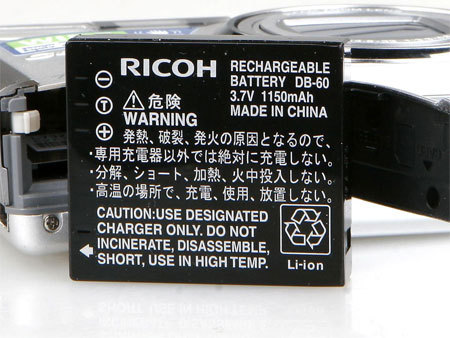 RICOH
RECHARGEABLE
BATTERY DB-60
3.7V 1150mAh
MADE IN CHINA
⚠危険
WARNING
発熱、破裂、発火の原因となるので、
・専用充電器以外では絶対に充電しない。
・分解、ショート、加熱、火中投入しない。
・高温の場所で、充電、使用、放置しない。
CAUTION:USE DESIGNATED
CHARGER ONLY. DO NOT
INCINERATE, DISASSEMBLE,
SHORT, USE IN HIGH TEMP.
Li-ion